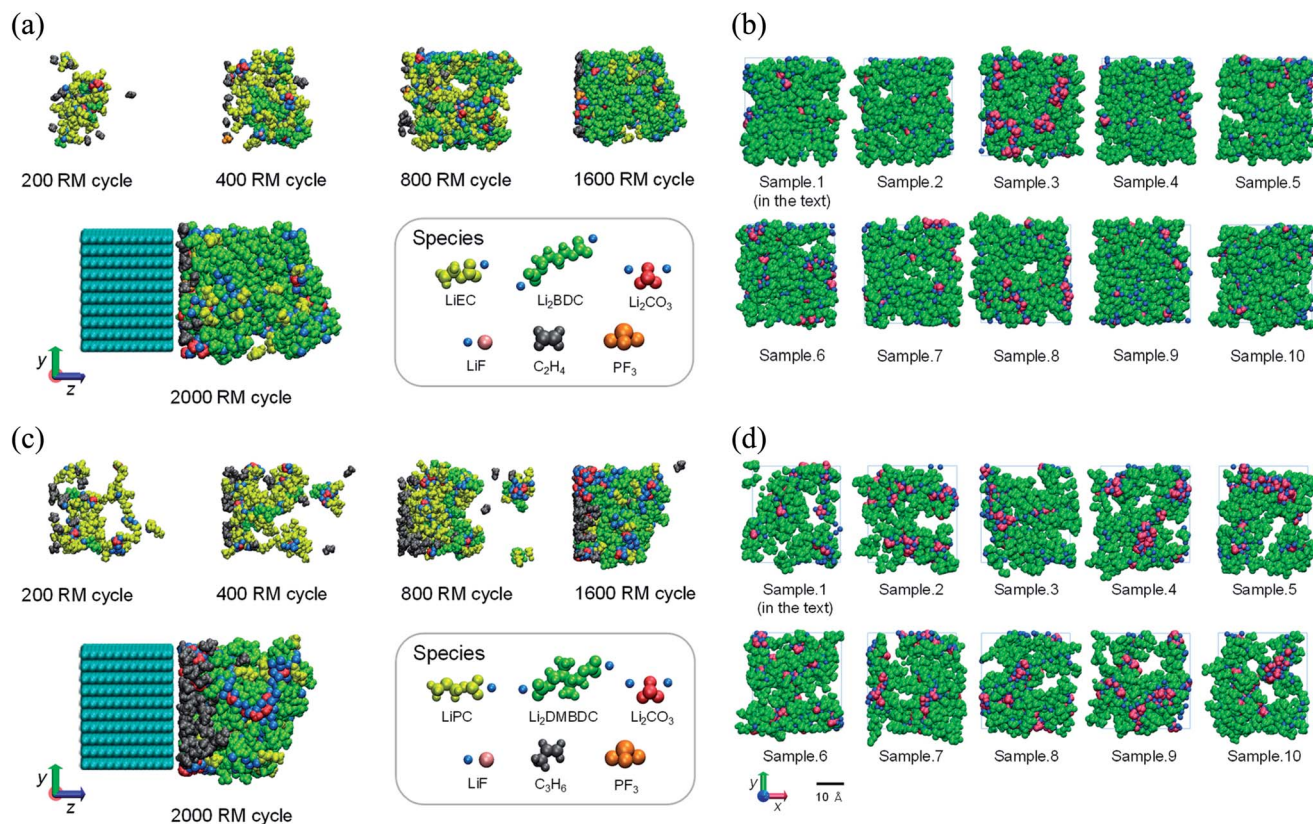 (a)
200 RM cycle
400 RM cycle
800 RM cycle
1600 RM cycle
y
z
2000 RM cycle
Species
LiEC
Li₂BDC
Li₂CO₃
LiF
C₂H₄
PF₃
(b)
Sample.1
(in the text)
Sample.2
Sample.3
Sample.4
Sample.5
Sample.6
Sample.7
Sample.8
Sample.9
Sample.10
(c)
200 RM cycle
400 RM cycle
800 RM cycle
1600 RM cycle
y
z
2000 RM cycle
Species
LiPC
Li₂DMBDC
Li₂CO₃
LiF
C₃H₆
PF₃
(d)
Sample.1
(in the text)
Sample.2
Sample.3
Sample.4
Sample.5
Sample.6
Sample.7
Sample.8
Sample.9
Sample.10
y
x
10 Å